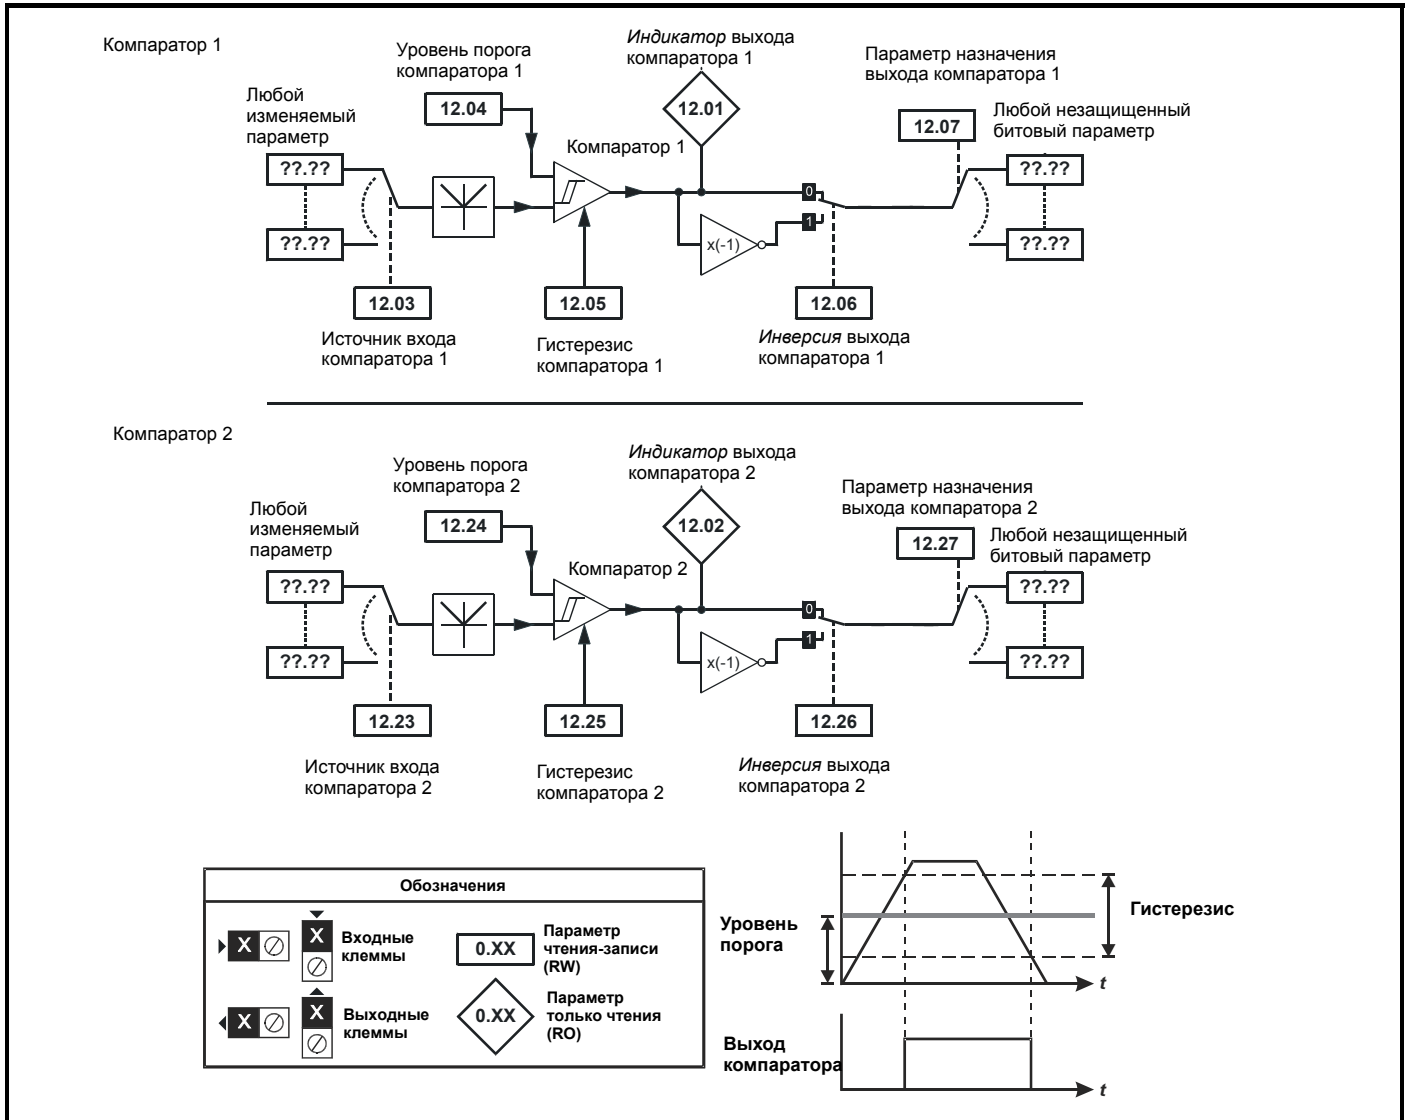 Компаратор 1
Уровень порога
компаратора 1
Индикатор выхода
компаратора 1
Параметр назначения
выхода компаратора 1
Любой
изменяемый
параметр
12.04
12.01
12.07
Любой незащищенный
битовый параметр
Компаратор 1
??.??
??.??
0
1
x(-1)
??.??
??.??
12.03
12.05
12.06
Источник входа
компаратора 1
Гистерезис
компаратора 1
Инверсия выхода
компаратора 1
Компаратор 2
Уровень порога
компаратора 2
Индикатор выхода
компаратора 2
Параметр назначения
выхода компаратора 2
Любой
изменяемый
параметр
12.24
12.02
12.27
Любой незащищенный
битовый параметр
Компаратор 2
??.??
??.??
0
1
x(-1)
??.??
??.??
12.23
12.25
12.26
Источник входа
компаратора 2
Гистерезис
компаратора 2
Инверсия выхода
компаратора 2
Обозначения
X
X
Входные
клеммы
0.XX
Параметр
чтения-записи
(RW)
X
X
Выходные
клеммы
0.XX
Параметр
только чтения
(RO)
Уровень
порога
Гистерезис
t
Выход
компаратора
t